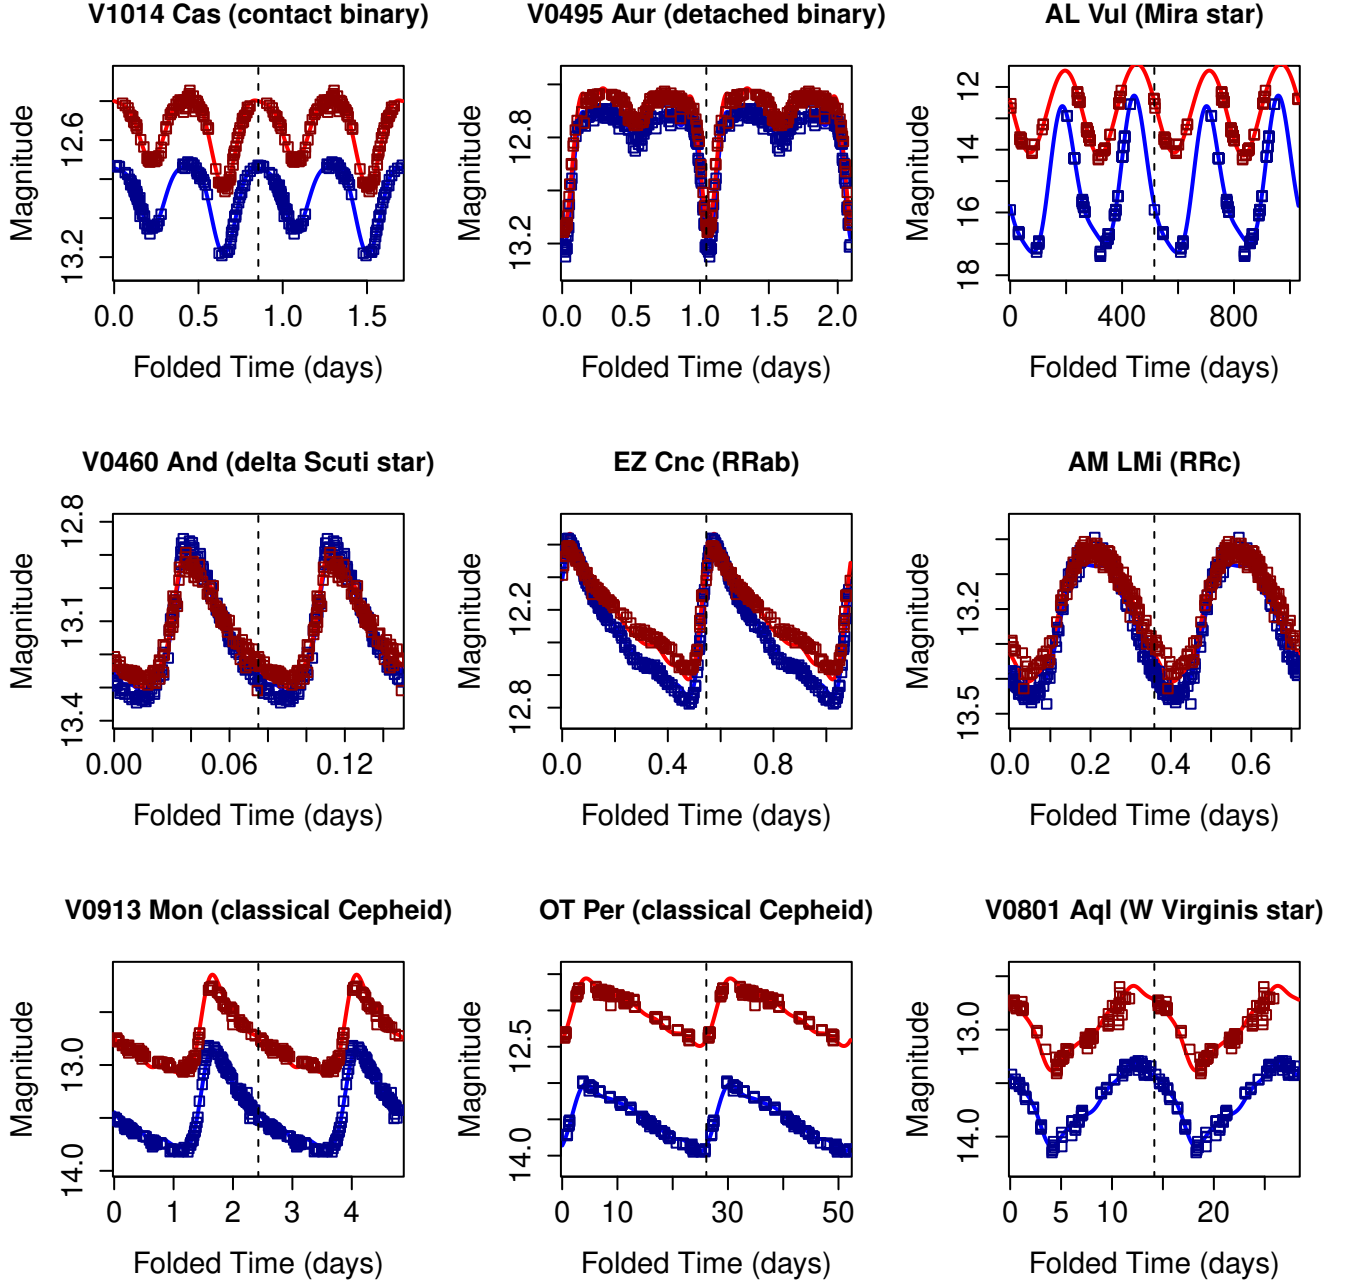 V1014 Cas (contact binary)
V0495 Aur (detached binary)
AL Vul (Mira star)
Magnitude
12.6
13.2
0.0 0.5 1.0 1.5
Folded Time (days)
Magnitude
12.8
13.2
0.0 0.5 1.0 1.5 2.0
Folded Time (days)
Magnitude
12
14
16
18
0 400 800
Folded Time (days)
V0460 And (delta Scuti star)
EZ Cnc (RRab)
AM LMi (RRc)
Magnitude
12.8
13.1
13.4
0.00 0.06 0.12
Folded Time (days)
Magnitude
12.2
12.8
0.0 0.4 0.8
Folded Time (days)
Magnitude
13.2
13.5
0.0 0.2 0.4 0.6
Folded Time (days)
V0913 Mon (classical Cepheid)
OT Per (classical Cepheid)
V0801 Aql (W Virginis star)
Magnitude
13.0
14.0
0 1 2 3 4
Folded Time (days)
Magnitude
12.5
14.0
0 10 30 50
Folded Time (days)
Magnitude
13.0
14.0
0 5 10 20
Folded Time (days)